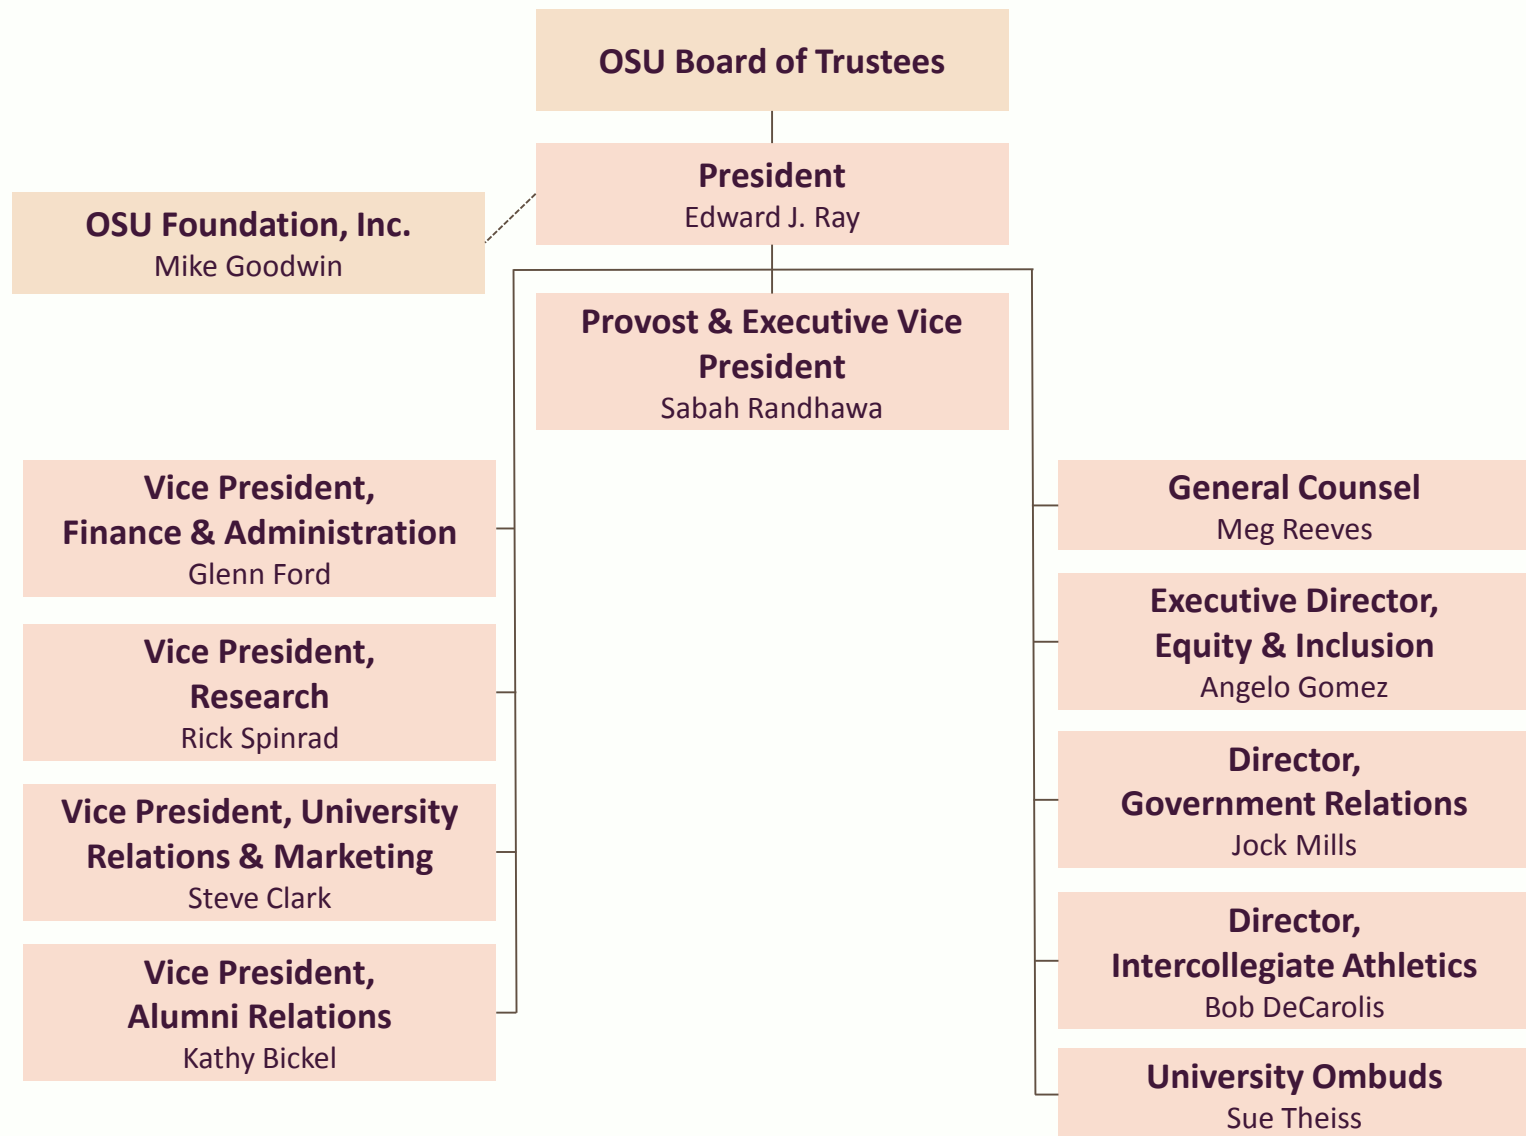 OSU Board of Trustees
President
Edward J. Ray
OSU Foundation, Inc.
Mike Goodwin
Provost & Executive Vice
President
Sabah Randhawa
Vice President,
Finance & Administration
Glenn Ford
Vice President,
Research
Rick Spinrad
Vice President, University
Relations & Marketing
Steve Clark
Vice President,
Alumni Relations
Kathy Bickel
General Counsel
Meg Reeves
Executive Director,
Equity & Inclusion
Angelo Gomez
Director,
Government Relations
Jock Mills
Director,
Intercollegiate Athletics
Bob DeCarolis
University Ombuds
Sue Theiss